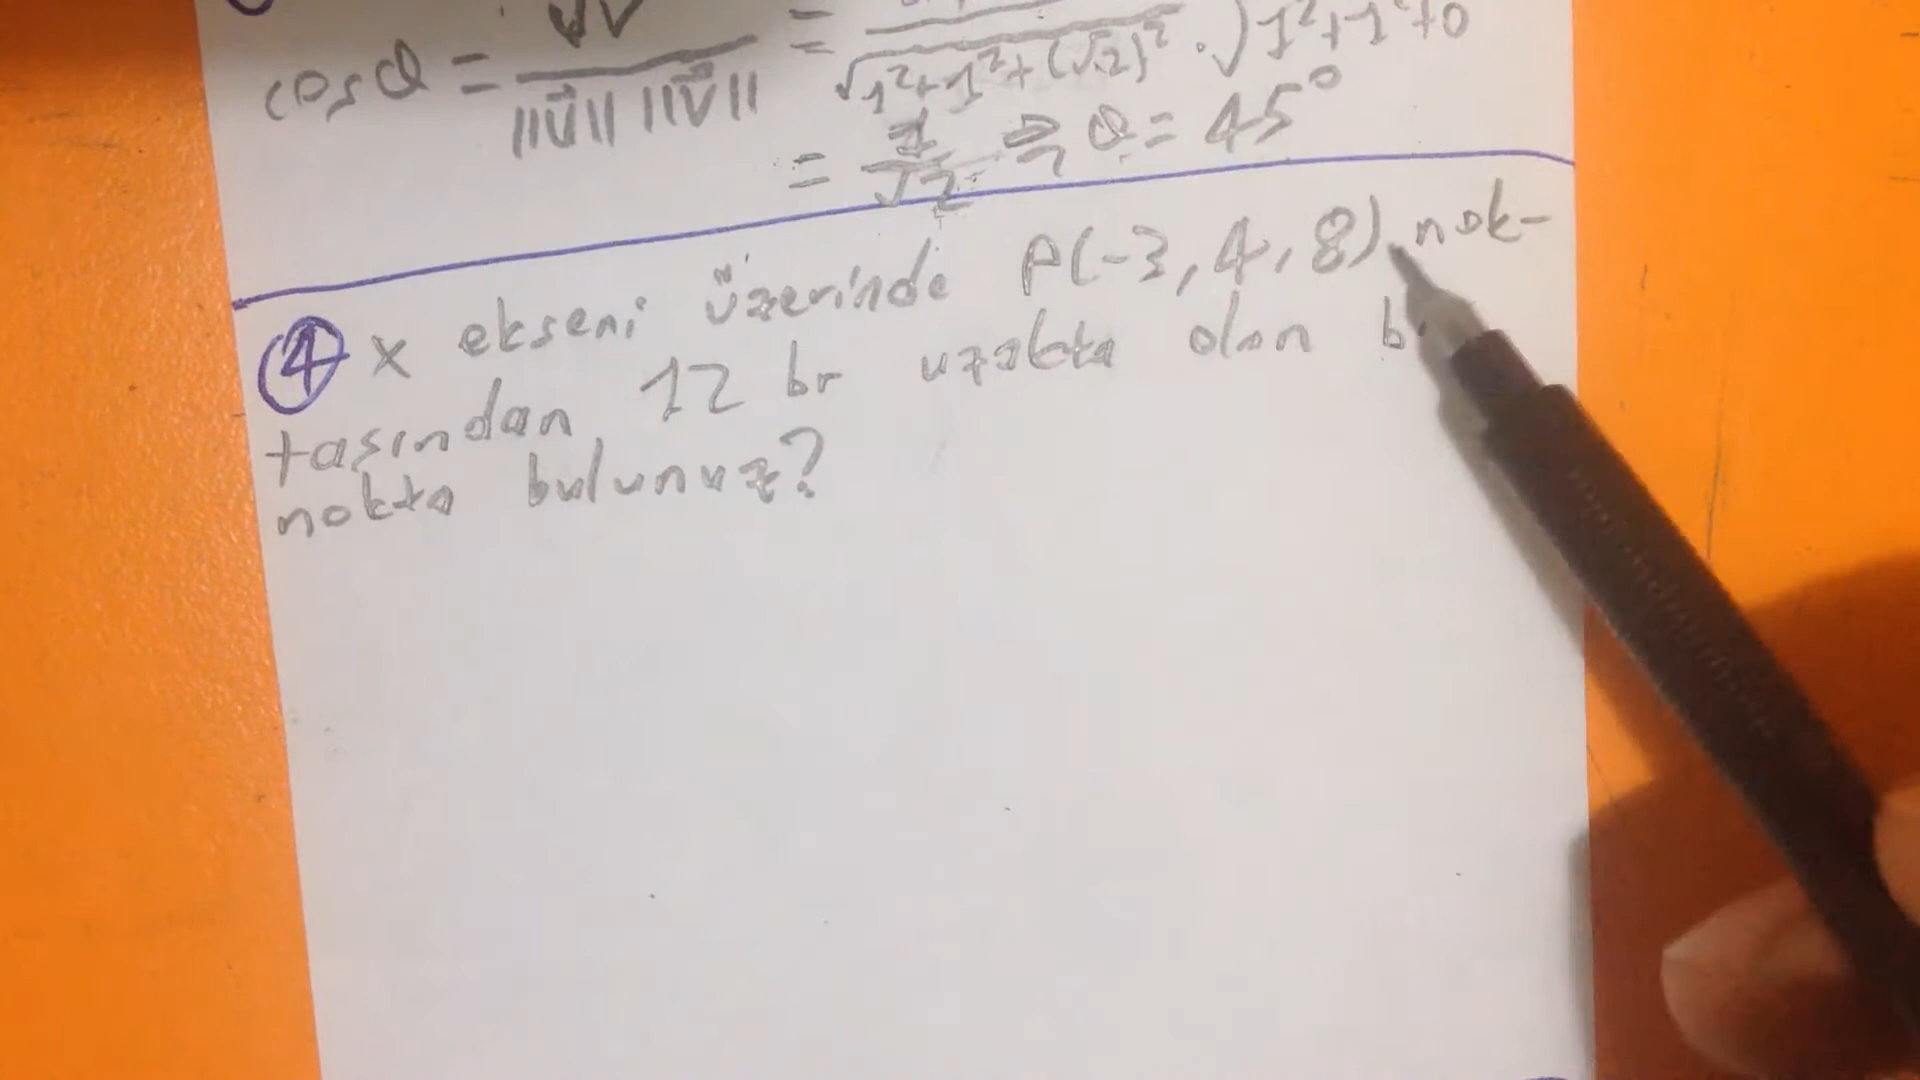 cosθ = / ||U|| ||V|| = / √1²+1²+(√2)² . √1²+1²+0
= 1/√2 ⇒ θ = 45°
④ x ekseni üzerinde P(-3, 4, 8) nok-
tasından 12 br uzakta olan
nokta bulunuz?